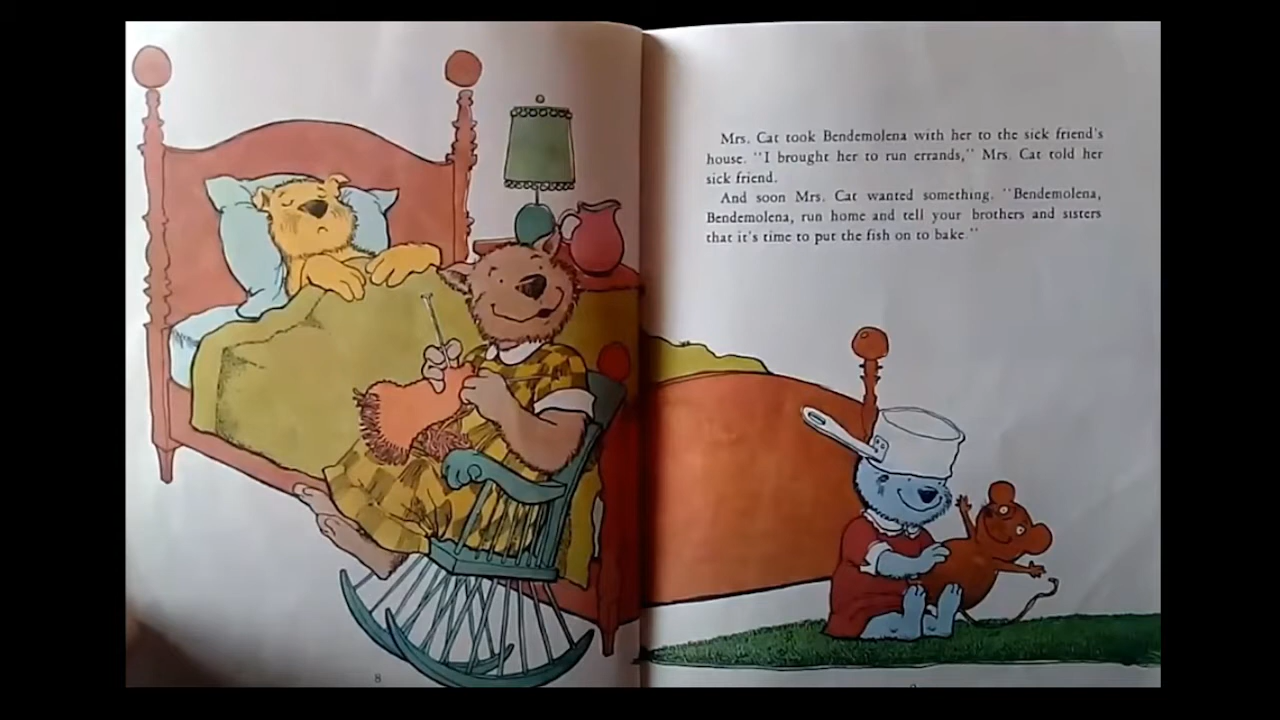 Mrs. Cat took Bendemolena with her to the sick friend's
house. "I brought her to run errands," Mrs. Cat told her
sick friend.
And soon Mrs. Cat wanted something. "Bendemolena,
Bendemolena, run home and tell your brothers and sisters
that it's time to put the fish on to bake."
8